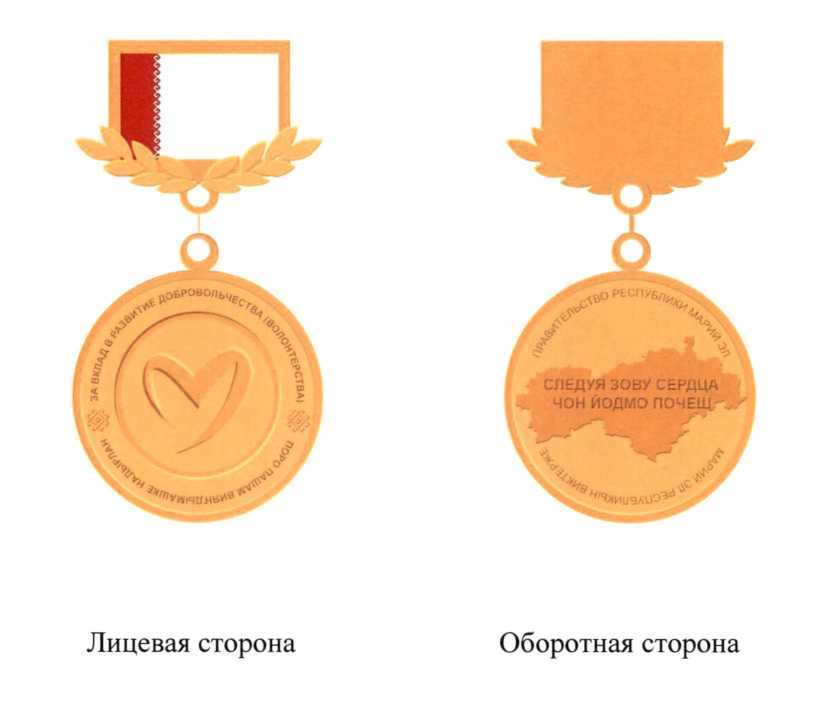 ЗА ВКЛАД В РАЗВИТИЕ ДОБРОВОЛЬЧЕСТВА (ВОЛОНТЕРСТВА)
ПОРО ПАШАМ ВИЯҤДЫМАШКЕ НАДЫРЛАН
ПРАВИТЕЛЬСТВО РЕСПУБЛИКИ МАРИЙ ЭЛ
СЛЕДУЯ ЗОВУ СЕРДЦА
ЧОН ЙОДМО ПОЧЕШ
МАРИЙ ЭЛ РЕСПУБЛИКЫН ВИКТЕРЖЕ
Лицевая сторона
Оборотная сторона